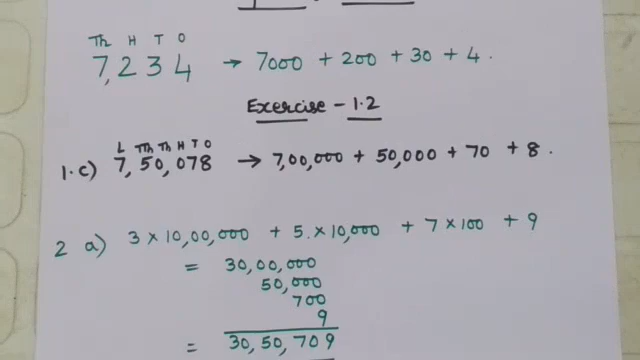 Th H T O
7,234 → 7000 + 200 + 30 + 4.
Exercise - 1.2
L TTh Th H T O
1. c) 7,50,078 → 7,00,000 + 50,000 + 70 + 8.
2 a) 3 × 10,00,000 + 5 × 10,000 + 7 × 100 + 9
= 30,00,000
50,000
700
9
= 30,50,709